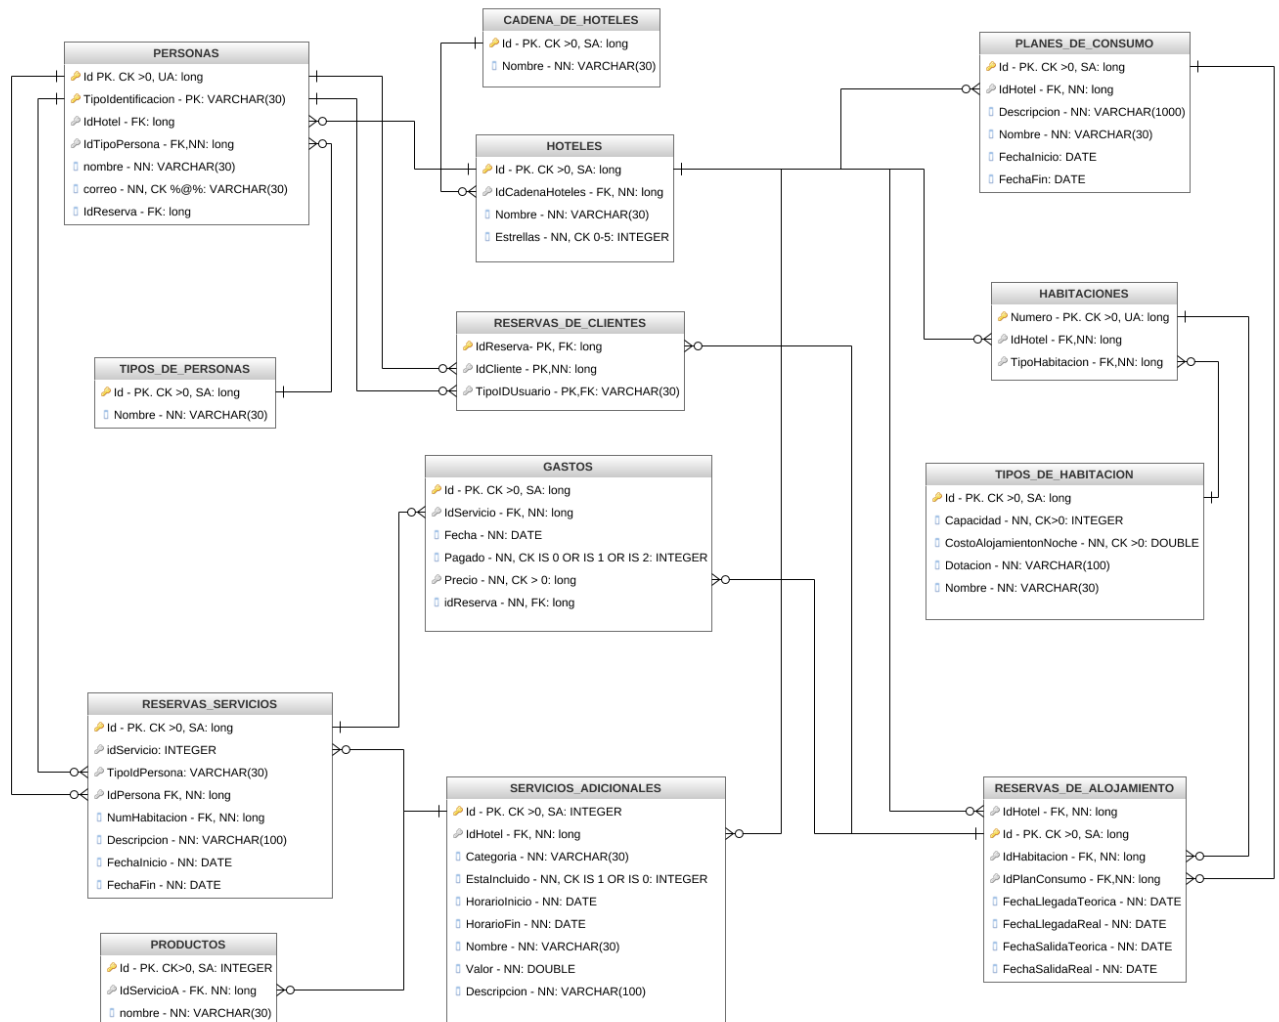 CADENA_DE_HOTELES
Id - PK. CK >0, SA: long
Nombre - NN: VARCHAR(30)
PERSONAS
Id PK. CK >0, UA: long
TipoIdentificacion - PK: VARCHAR(30)
IdHotel - FK: long
IdTipoPersona - FK,NN: long
nombre - NN: VARCHAR(30)
correo - NN, CK %@%: VARCHAR(30)
IdReserva - FK: long
PLANES_DE_CONSUMO
Id - PK. CK >0, SA: long
IdHotel - FK, NN: long
Descripcion - NN: VARCHAR(1000)
Nombre - NN: VARCHAR(30)
FechaInicio: DATE
FechaFin: DATE
HOTELES
Id - PK. CK >0, SA: long
IdCadenaHoteles - FK, NN: long
Nombre - NN: VARCHAR(30)
Estrellas - NN, CK 0-5: INTEGER
HABITACIONES
Numero - PK. CK >0, UA: long
IdHotel - FK,NN: long
TipoHabitacion - FK,NN: long
RESERVAS_DE_CLIENTES
IdReserva- PK, FK: long
IdCliente - PK,NN: long
TipoIDUsuario - PK,FK: VARCHAR(30)
TIPOS_DE_PERSONAS
Id - PK. CK >0, SA: long
Nombre - NN: VARCHAR(30)
GASTOS
Id - PK. CK >0, SA: long
IdServicio - FK, NN: long
Fecha - NN: DATE
Pagado - NN, CK IS 0 OR IS 1 OR IS 2: INTEGER
Precio - NN, CK > 0: long
idReserva - NN, FK: long
TIPOS_DE_HABITACION
Id - PK. CK >0, SA: long
Capacidad - NN, CK>0: INTEGER
CostoAlojamientonNoche - NN, CK >0: DOUBLE
Dotacion - NN: VARCHAR(100)
Nombre - NN: VARCHAR(30)
RESERVAS_SERVICIOS
Id - PK. CK >0, SA: long
idServicio: INTEGER
TipoIdPersona: VARCHAR(30)
IdPersona FK, NN: long
NumHabitacion - FK, NN: long
Descripcion - NN: VARCHAR(100)
FechaInicio - NN: DATE
FechaFin - NN: DATE
SERVICIOS_ADICIONALES
Id - PK. CK >0, SA: INTEGER
IdHotel - FK, NN: long
Categoria - NN: VARCHAR(30)
EstaIncluido - NN, CK IS 1 OR IS 0: INTEGER
HorarioInicio - NN: DATE
HorarioFin - NN: DATE
Nombre - NN: VARCHAR(30)
Valor - NN: DOUBLE
Descripcion - NN: VARCHAR(100)
RESERVAS_DE_ALOJAMIENTO
IdHotel - FK, NN: long
Id - PK. CK >0, SA: long
IdHabitacion - FK, NN: long
IdPlanConsumo - FK,NN: long
FechaLlegadaTeorica - NN: DATE
FechaLlegadaReal - NN: DATE
FechaSalidaTeorica - NN: DATE
FechaSalidaReal - NN: DATE
PRODUCTOS
Id - PK. CK>0, SA: INTEGER
IdServicioA - FK. NN: long
nombre - NN: VARCHAR(30)